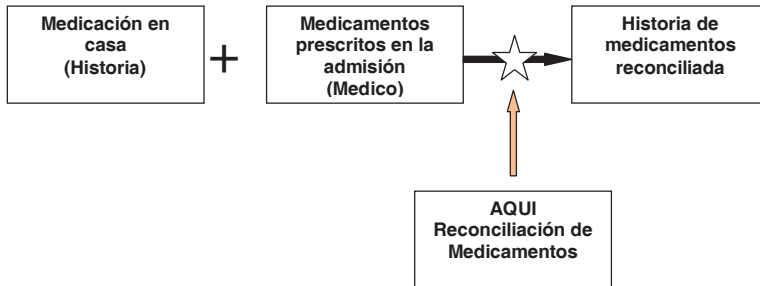 Medicación en
casa
(Historia)
+
Medicamentos
prescritos en la
admisión
(Medico)
Historia de
medicamentos
reconciliada
AQUI
Reconciliación de
Medicamentos